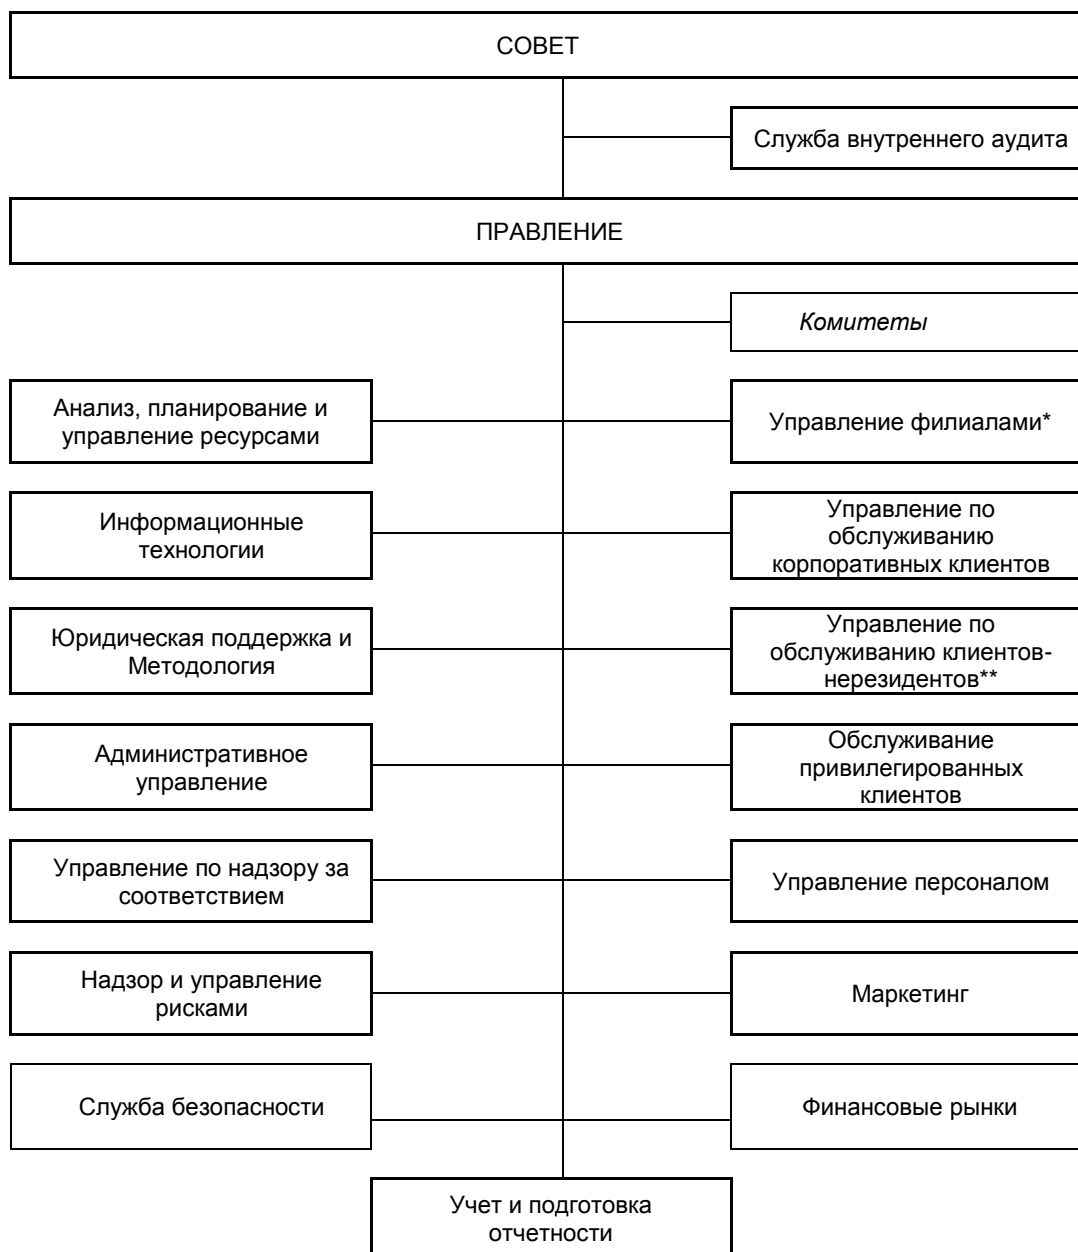 СОВЕТ
Служба внутреннего аудита
ПРАВЛЕНИЕ
Комитеты
Анализ, планирование и
управление ресурсами
Управление филиалами*
Информационные
технологии
Управление по
обслуживанию
корпоративных клиентов
Юридическая поддержка и
Методология
Управление по
обслуживанию клиентов-
нерезидентов**
Административное
управление
Обслуживание
привилегированных
клиентов
Управление по надзору за
соответствием
Управление персоналом
Надзор и управление
рисками
Маркетинг
Служба безопасности
Финансовые рынки
Учет и подготовка
отчетности